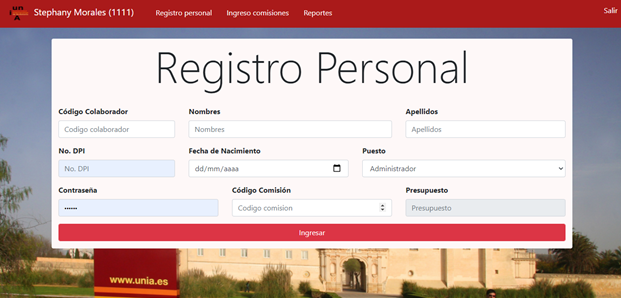 un
i
A
Stephany Morales (1111) Registro personal Ingreso comisiones Reportes Salir
Registro Personal
Código Colaborador Nombres Apellidos
Codigo colaborador Nombres Apellidos
No. DPI Fecha de Nacimiento Puesto
No. DPI dd/mm/aaaa Administrador
Contraseña Código Comisión Presupuesto
•••••• Codigo comision Presupuesto
Ingresar
www.unia.es